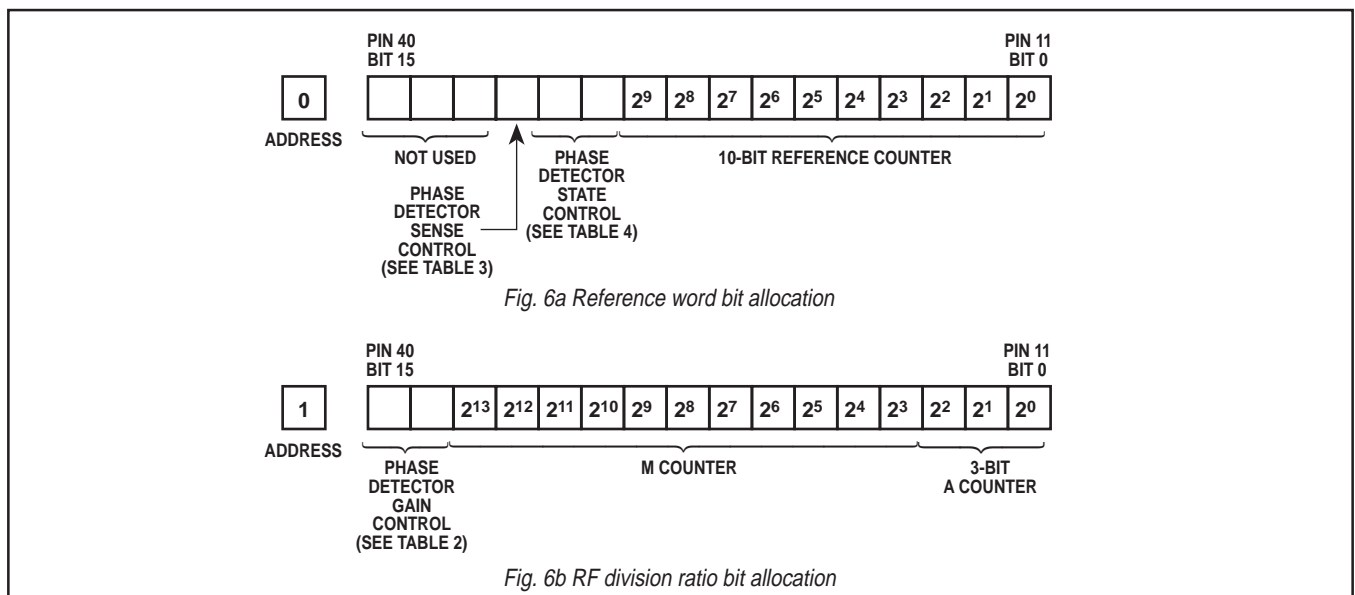 PIN 40
BIT 15
PIN 11
BIT 0
0
2⁹ 2⁸ 2⁷ 2⁶ 2⁵ 2⁴ 2³ 2² 2¹ 2⁰
ADDRESS
NOT USED
PHASE
DETECTOR
SENSE
CONTROL
(SEE TABLE 3)
PHASE
DETECTOR
STATE
CONTROL
(SEE TABLE 4)
10-BIT REFERENCE COUNTER
Fig. 6a Reference word bit allocation
PIN 40
BIT 15
PIN 11
BIT 0
1
2¹³ 2¹² 2¹¹ 2¹⁰ 2⁹ 2⁸ 2⁷ 2⁶ 2⁵ 2⁴ 2³ 2² 2¹ 2⁰
ADDRESS
PHASE
DETECTOR
GAIN
CONTROL
(SEE TABLE 2)
M COUNTER
3-BIT
A COUNTER
Fig. 6b RF division ratio bit allocation